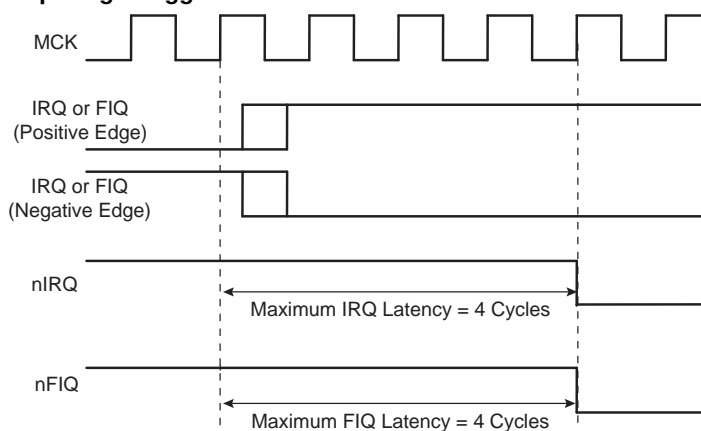 MCK
IRQ or FIQ
(Positive Edge)
IRQ or FIQ
(Negative Edge)
nIRQ
Maximum IRQ Latency = 4 Cycles
nFIQ
Maximum FIQ Latency = 4 Cycles